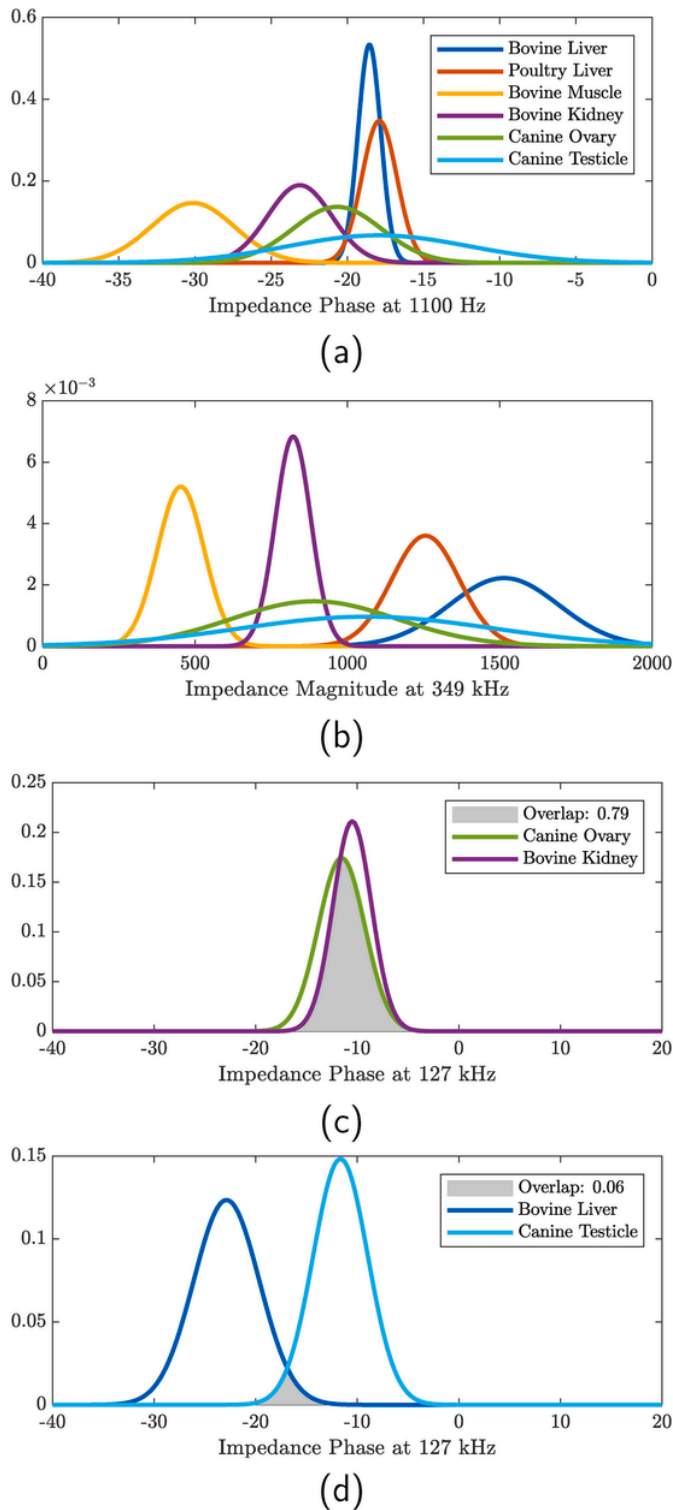 0.6
Bovine Liver
Poultry Liver
Bovine Muscle
Bovine Kidney
Canine Ovary
Canine Testicle
0.4
0.2
0
-40 -35 -30 -25 -20 -15 -10 -5 0
Impedance Phase at 1100 Hz
(a)
×10⁻³
8
6
4
2
0
0 500 1000 1500 2000
Impedance Magnitude at 349 kHz
(b)
0.25
Overlap: 0.79
Canine Ovary
Bovine Kidney
0.2
0.15
0.1
0.05
0
-40 -30 -20 -10 0 10 20
Impedance Phase at 127 kHz
(c)
0.15
Overlap: 0.06
Bovine Liver
Canine Testicle
0.1
0.05
0
-40 -30 -20 -10 0 10 20
Impedance Phase at 127 kHz
(d)